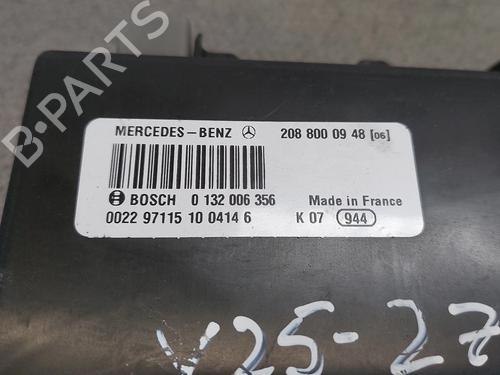 MERCEDES-BENZ 208 800 09 48 [06]
BOSCH 0 132 006 356 Made in France
0022 97115 10 0414 6 K 07 944
V25-27
B-PARTS